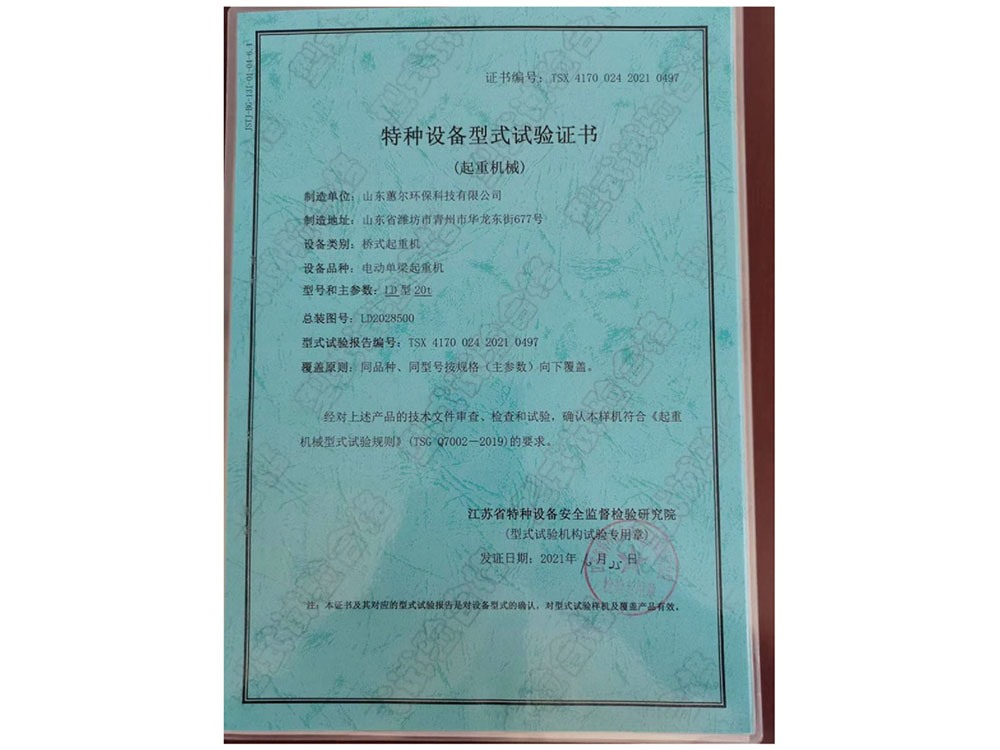 JSTJ-BG-131-01-04-6.1
证书编号：TSX 4170 024 2021 0497
特种设备型式试验证书
(起重机械)
制造单位：山东蕙尔环保科技有限公司
制造地址：山东省潍坊市青州市华龙东街677号
设备类别：桥式起重机
设备品种：电动单梁起重机
型号和主参数：LD型20t
总装图号：LD2028500
型式试验报告编号：TSX 4170 024 2021 0497
覆盖原则：同品种、同型号按规格（主参数）向下覆盖。
经对上述产品的技术文件审查、检查和试验，确认本样机符合《起重
机械型式试验规则》(TSG Q7002－2019)的要求。
江苏省特种设备安全监督检验研究院
(型式试验机构试验专用章)
发证日期：2021年 月 日
注：本证书及其对应的型式试验报告是对设备型式的确认，对型式试验样机及覆盖产品有效。